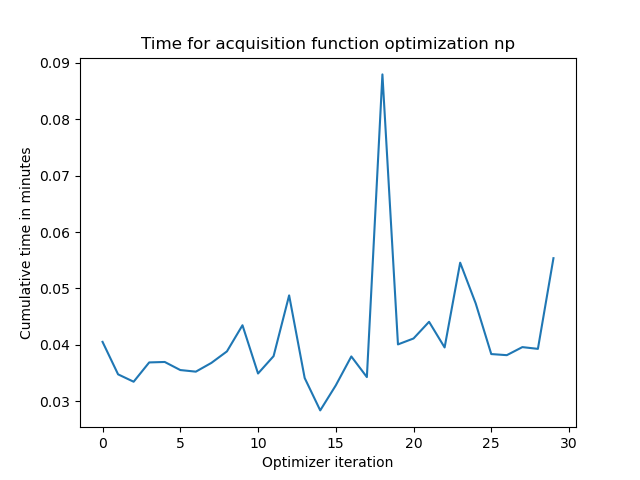 Time for acquisition function optimization np
0.09
0.08
0.07
0.06
0.05
0.04
0.03
Cumulative time in minutes
0 5 10 15 20 25 30
Optimizer iteration